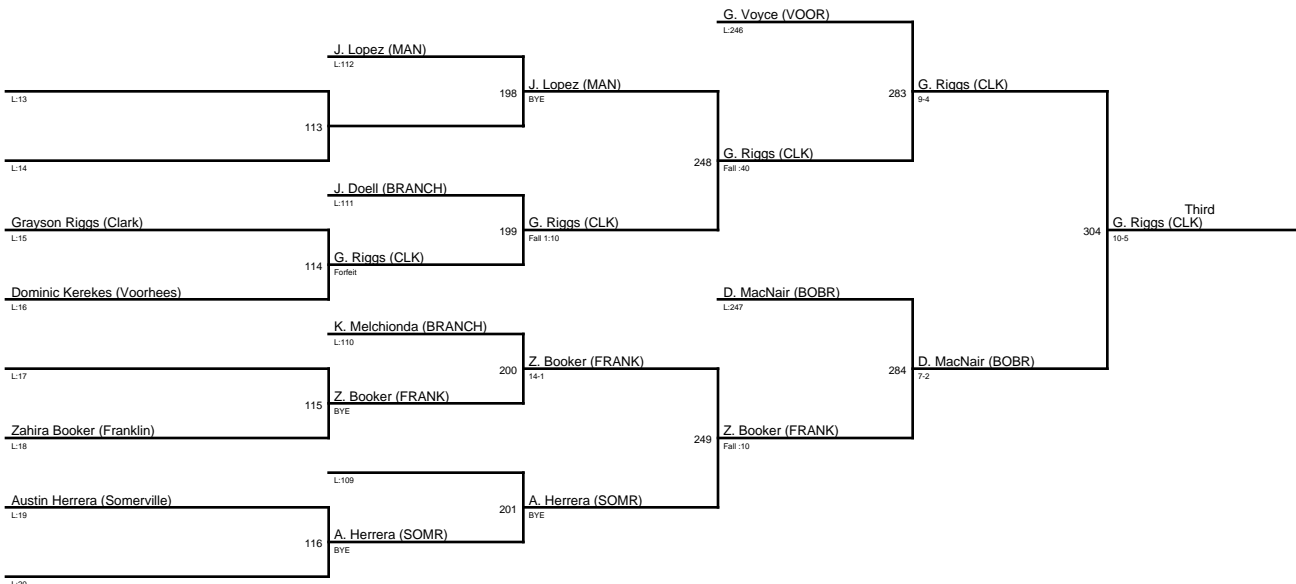 G. Voyce (VOOR)
L:246
J. Lopez (MAN)
L:112
J. Lopez (MAN)
BYE
198
G. Riggs (CLK)
9-4
283
L:13
113
L:14
248
G. Riggs (CLK)
Fall :40
J. Doell (BRANCH)
L:111
Third
Grayson Riggs (Clark)
L:15
199
G. Riggs (CLK)
Fall 1:10
304
G. Riggs (CLK)
10-5
114
G. Riggs (CLK)
Forfeit
Dominic Kerekes (Voorhees)
L:16
D. MacNair (BOBR)
L:247
K. Melchionda (BRANCH)
L:110
L:17
200
Z. Booker (FRANK)
14-1
284
D. MacNair (BOBR)
7-2
115
Z. Booker (FRANK)
BYE
Zahira Booker (Franklin)
L:18
249
Z. Booker (FRANK)
Fall :10
L:109
Austin Herrera (Somerville)
L:19
201
A. Herrera (SOMR)
BYE
116
A. Herrera (SOMR)
BYE
L:20